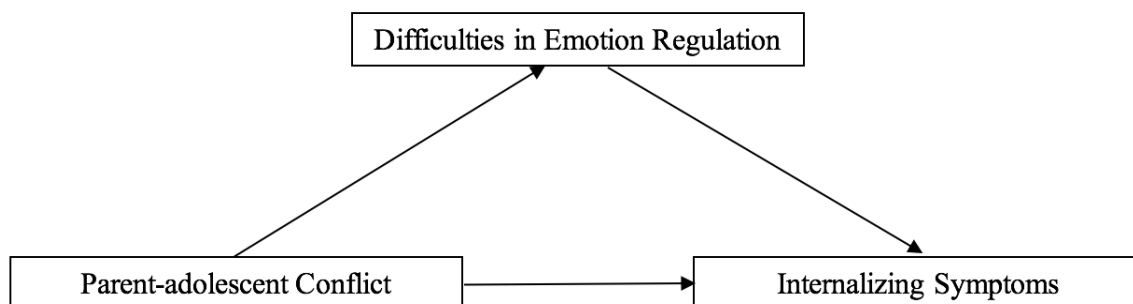 Difficulties in Emotion Regulation
Parent-adolescent Conflict
Internalizing Symptoms